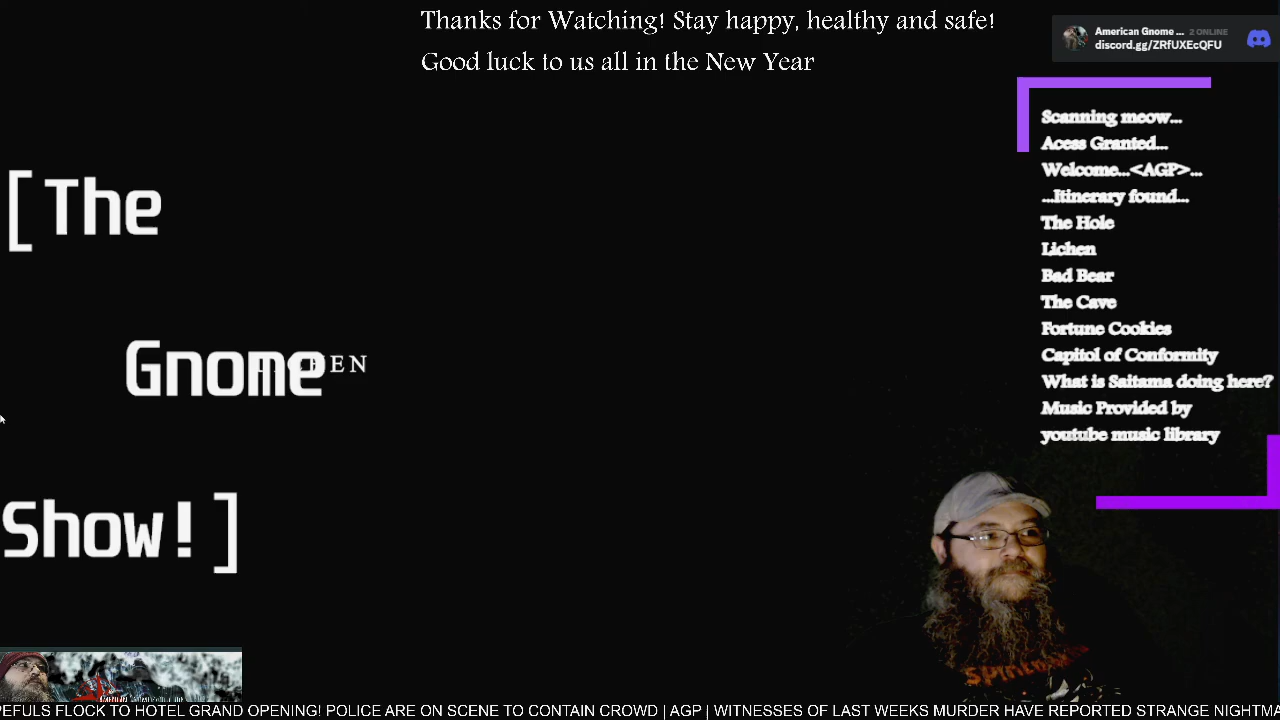 Thanks for Watching! Stay happy, healthy and safe!
Good luck to us all in the New Year
American Gnome ... 2 ONLINE
discord.gg/ZRfUXEcQFU
Scanning meow...
Acess Granted...
Welcome...<AGP>...
...Itinerary found...
The Hole
Lichen
Bad Bear
The Cave
Fortune Cookies
Capitol of Conformity
What is Saitama doing here?
Music Provided by
youtube music library
[The
Gnome
Show!]
PEFULS FLOCK TO HOTEL GRAND OPENING! POLICE ARE ON SCENE TO CONTAIN CROWD | AGP | WITNESSES OF LAST WEEKS MURDER HAVE REPORTED STRANGE NIGHTMA